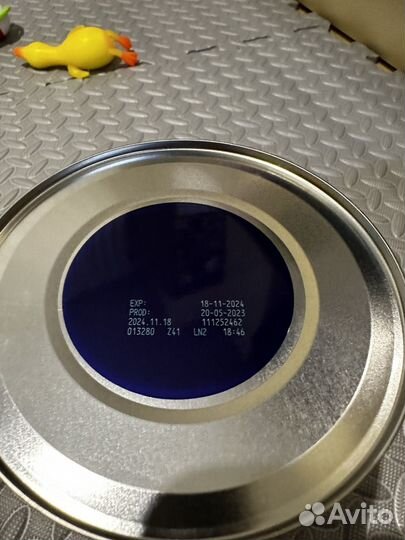 EXP: 18-11-2024
PROD: 20-05-2023
2024.11.18 111252462
013280 Z41 LN2 18:46
Avito